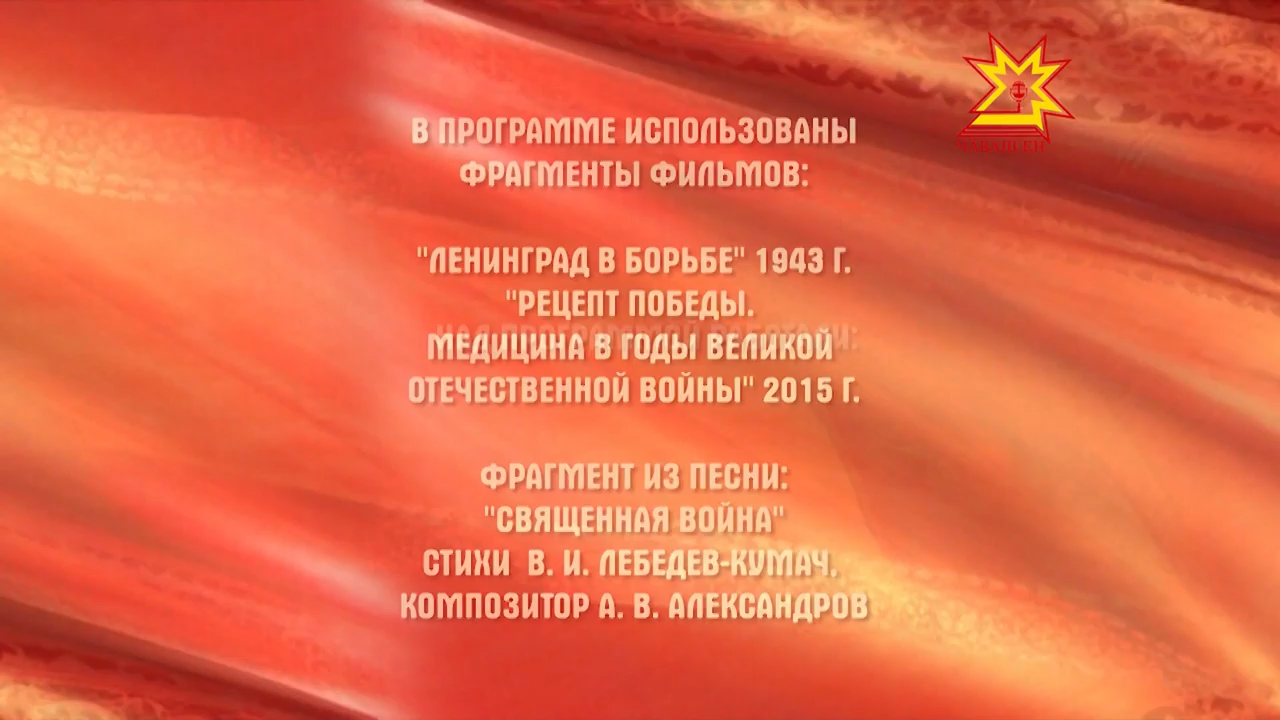 В ПРОГРАММЕ ИСПОЛЬЗОВАНЫ
ФРАГМЕНТЫ ФИЛЬМОВ:
"ЛЕНИНГРАД В БОРЬБЕ" 1943 Г.
"РЕЦЕПТ ПОБЕДЫ.
МЕДИЦИНА В ГОДЫ ВЕЛИКОЙ
ОТЕЧЕСТВЕННОЙ ВОЙНЫ" 2015 Г.
ФРАГМЕНТ ИЗ ПЕСНИ:
"СВЯЩЕННАЯ ВОЙНА"
СТИХИ В. И. ЛЕБЕДЕВ-КУМАЧ.
КОМПОЗИТОР А. В. АЛЕКСАНДРОВ